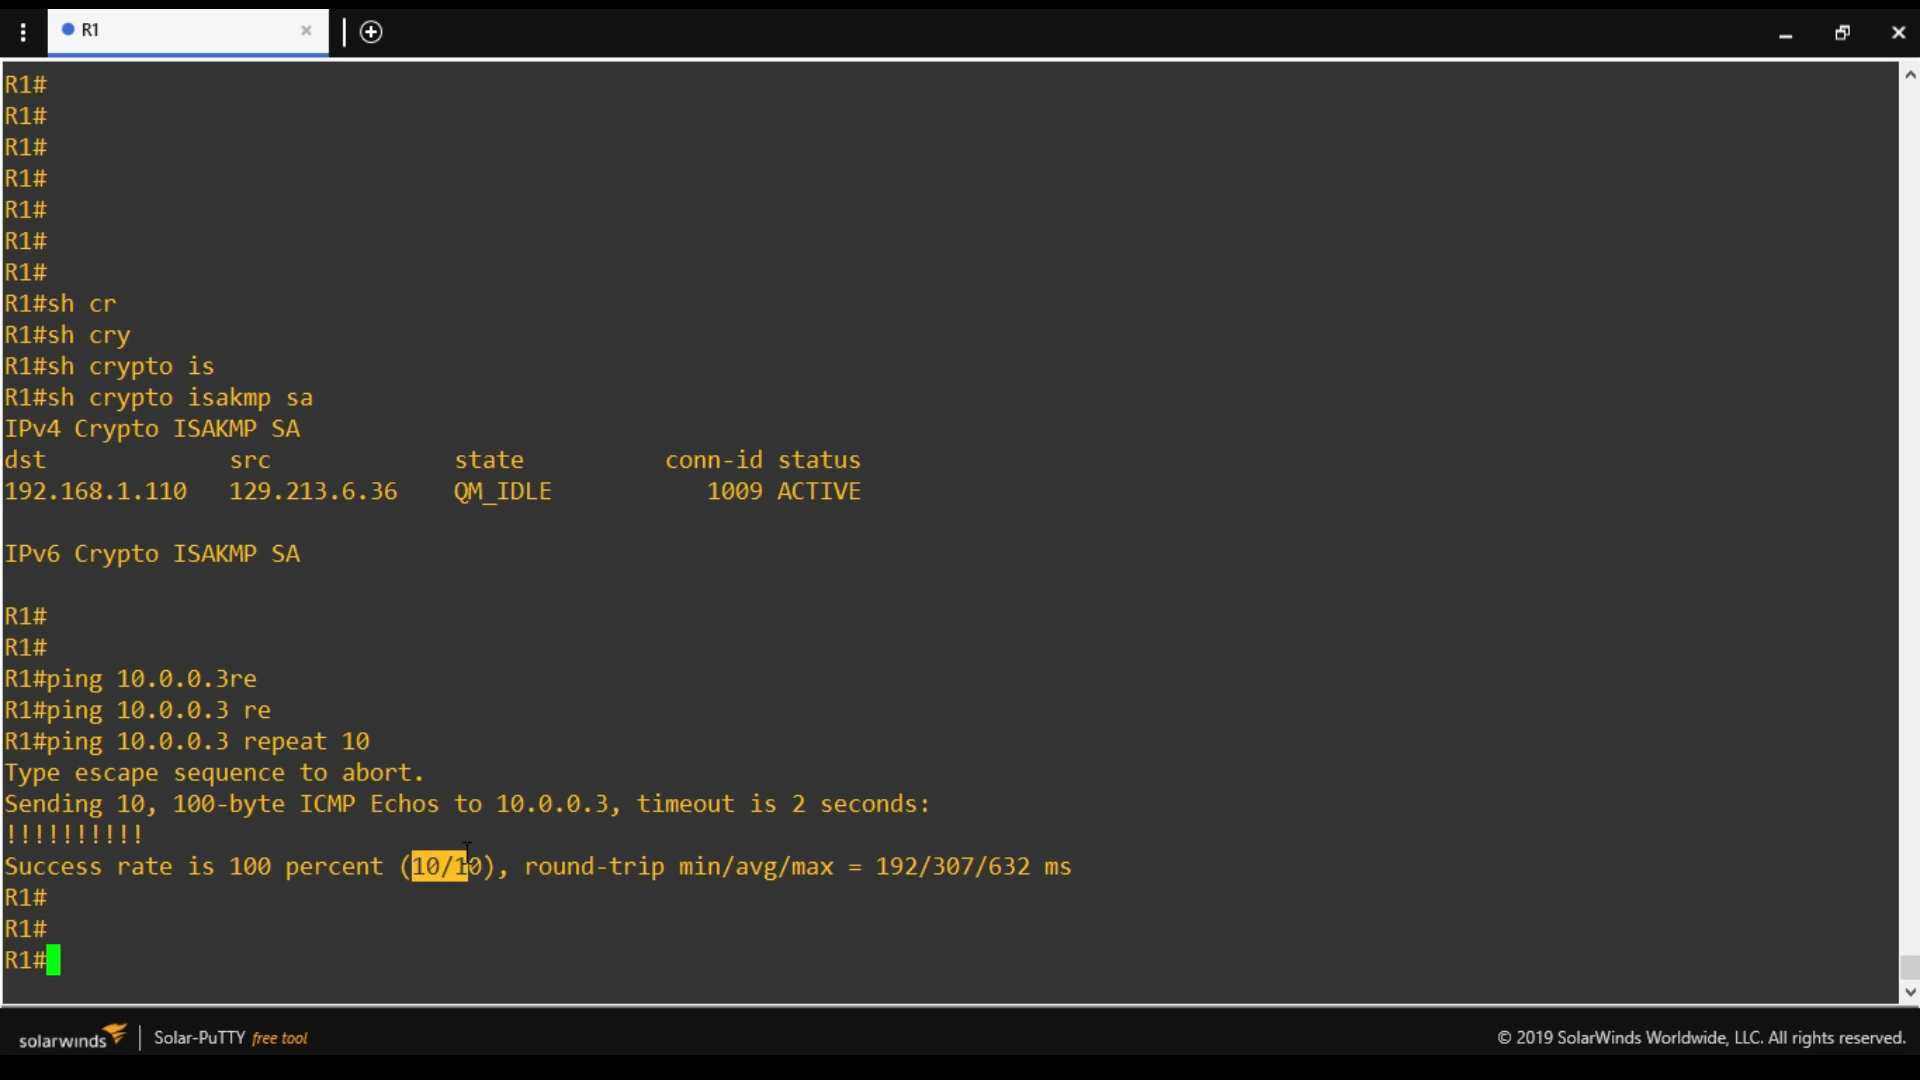 R1
R1#
R1#
R1#
R1#
R1#
R1#
R1#
R1#sh cr
R1#sh cry
R1#sh crypto is
R1#sh crypto isakmp sa
IPv4 Crypto ISAKMP SA
dst             src             state          conn-id status
192.168.1.110   129.213.6.36    QM_IDLE           1009 ACTIVE
IPv6 Crypto ISAKMP SA
R1#
R1#
R1#ping 10.0.0.3re
R1#ping 10.0.0.3 re
R1#ping 10.0.0.3 repeat 10
Type escape sequence to abort.
Sending 10, 100-byte ICMP Echos to 10.0.0.3, timeout is 2 seconds:
!!!!!!!!!!
Success rate is 100 percent (10/10), round-trip min/avg/max = 192/307/632 ms
R1#
R1#
R1#
solarwinds | Solar-PuTTY free tool
© 2019 SolarWinds Worldwide, LLC. All rights reserved.